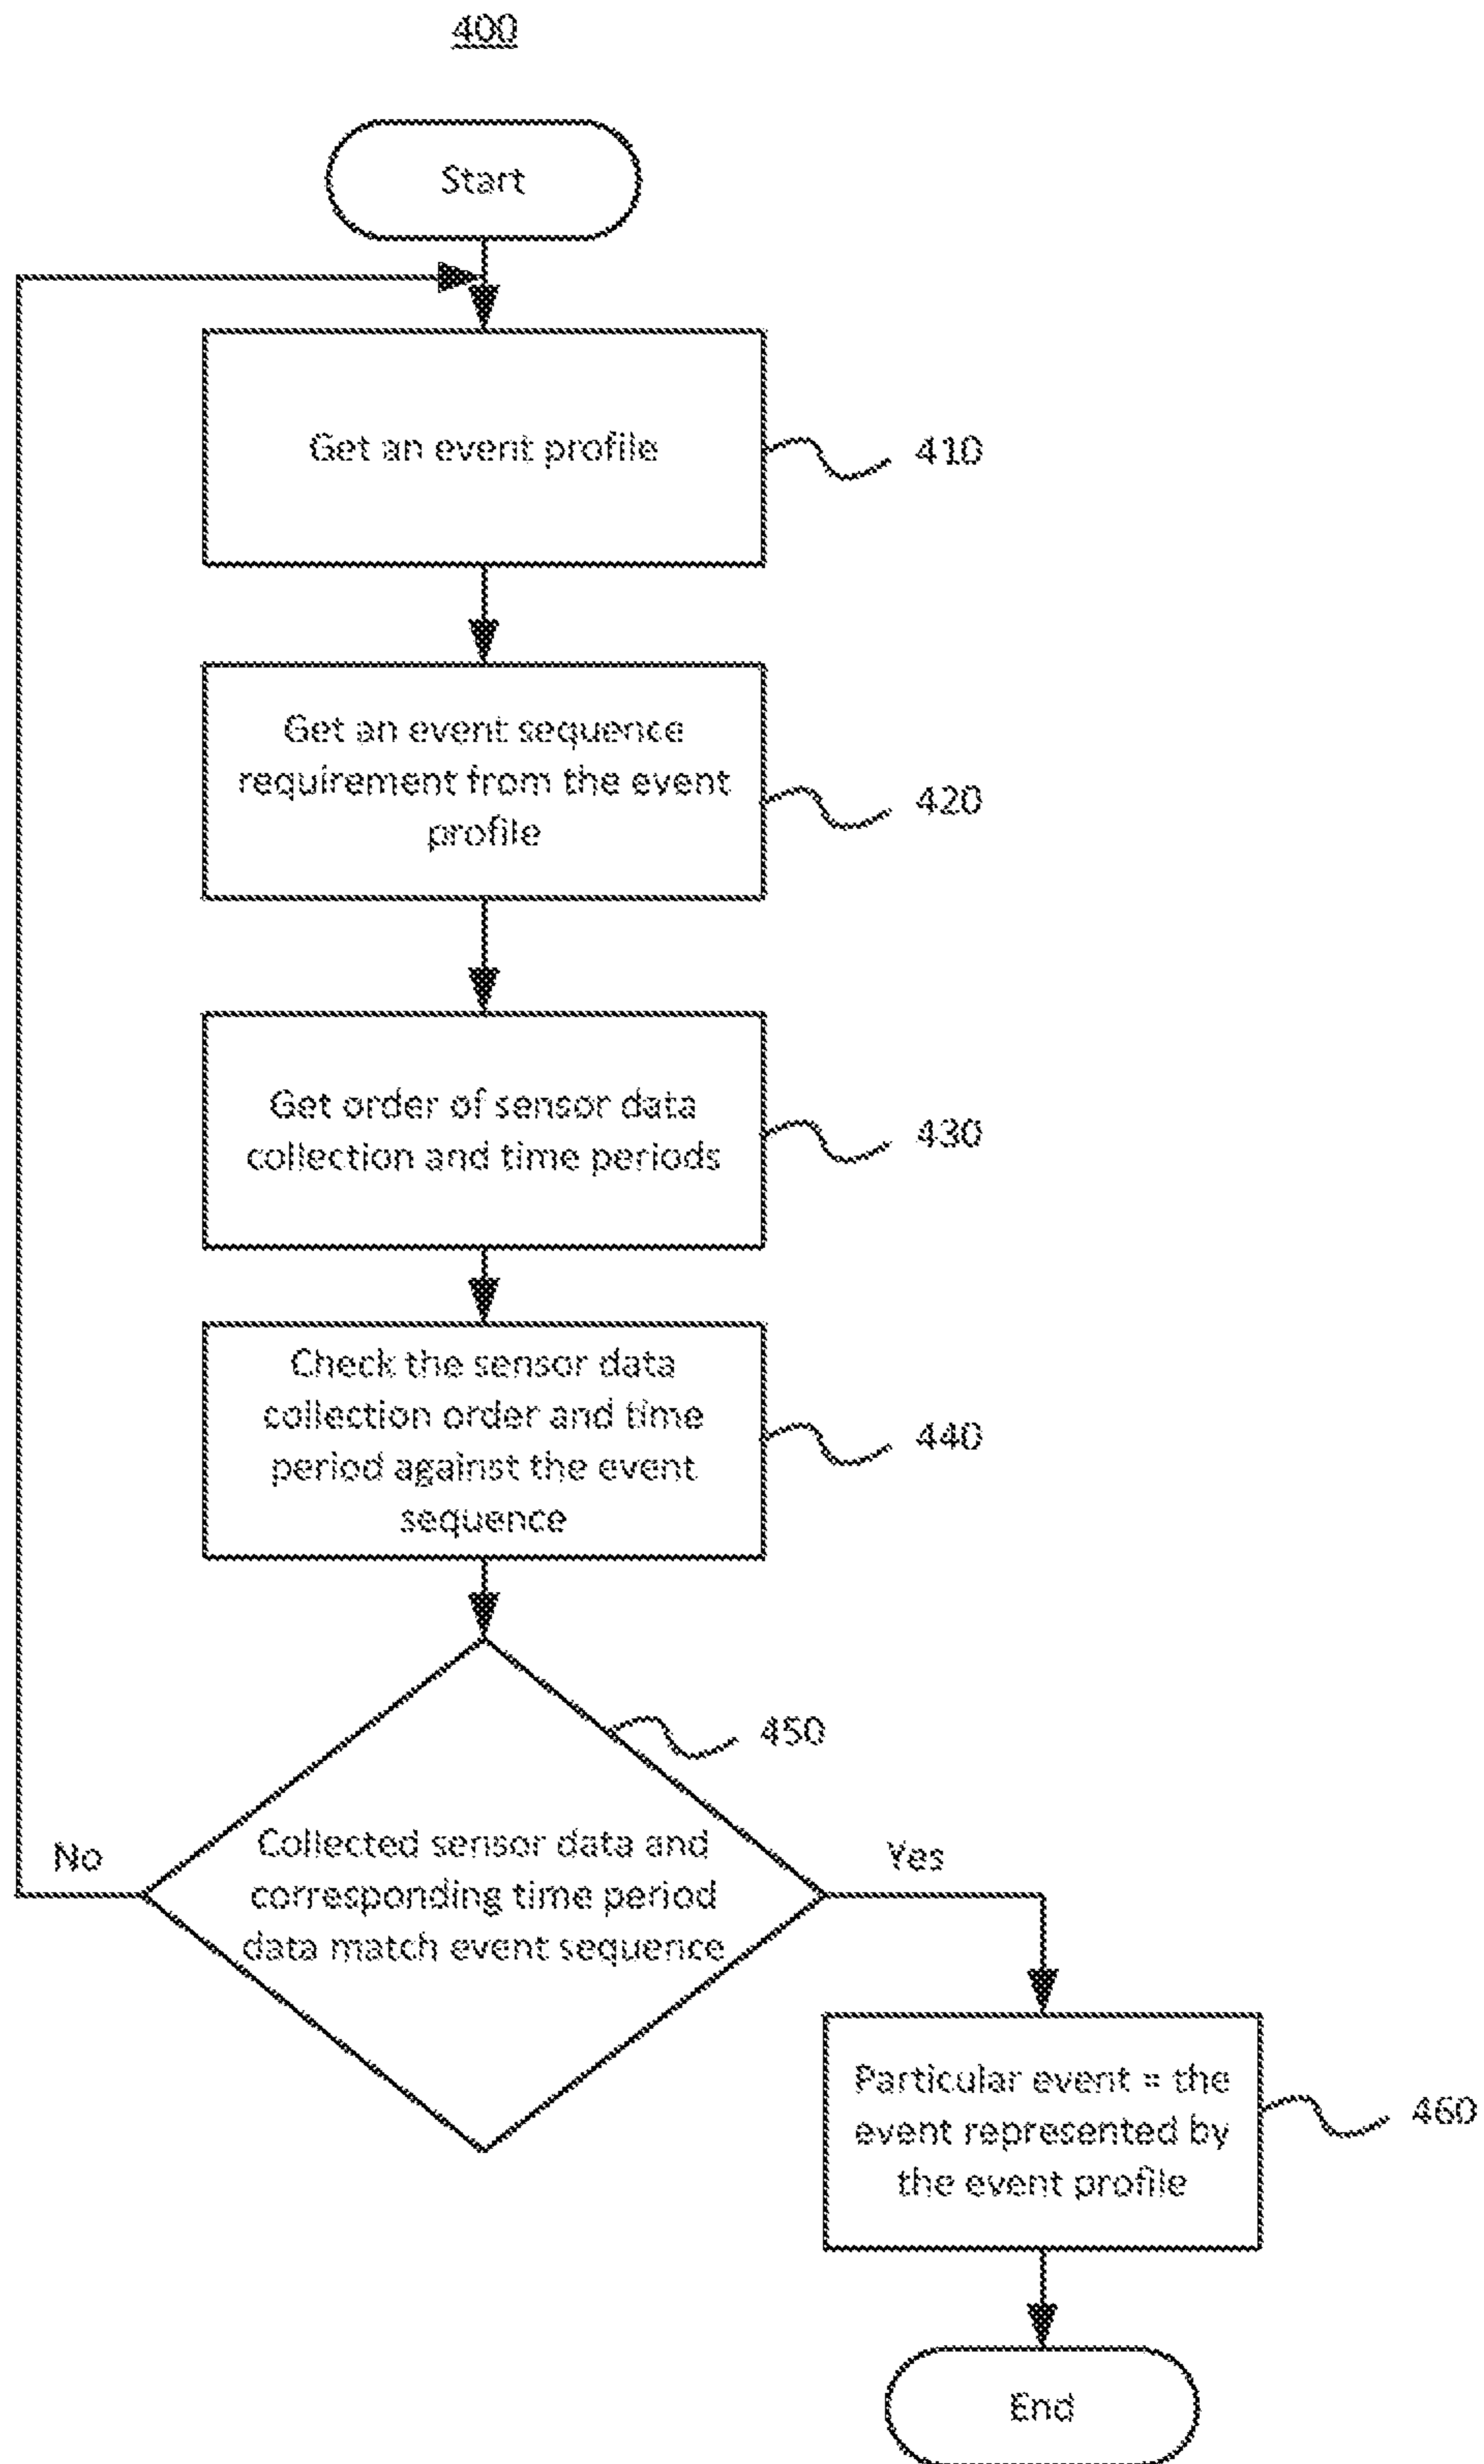 400
Start
Get an event profile
410
Get an event sequence
requirement from the event
profile
420
Get order of sensor data
collection and time periods
430
Check the sensor data
collection order and time
period against the event
sequence
440
450
Collected sensor data and
corresponding time period
data match event sequence
No
Yes
Particular event = the
event represented by
the event profile
460
End